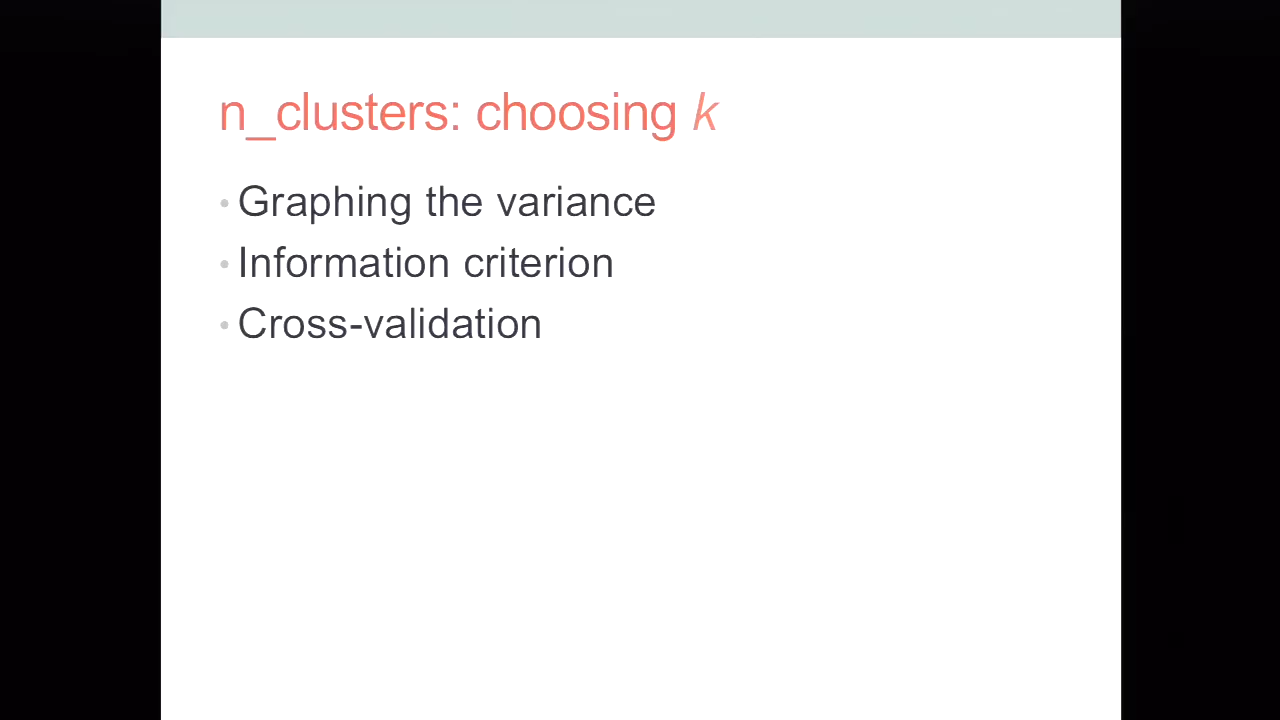 n_clusters: choosing k
• Graphing the variance
• Information criterion
• Cross-validation